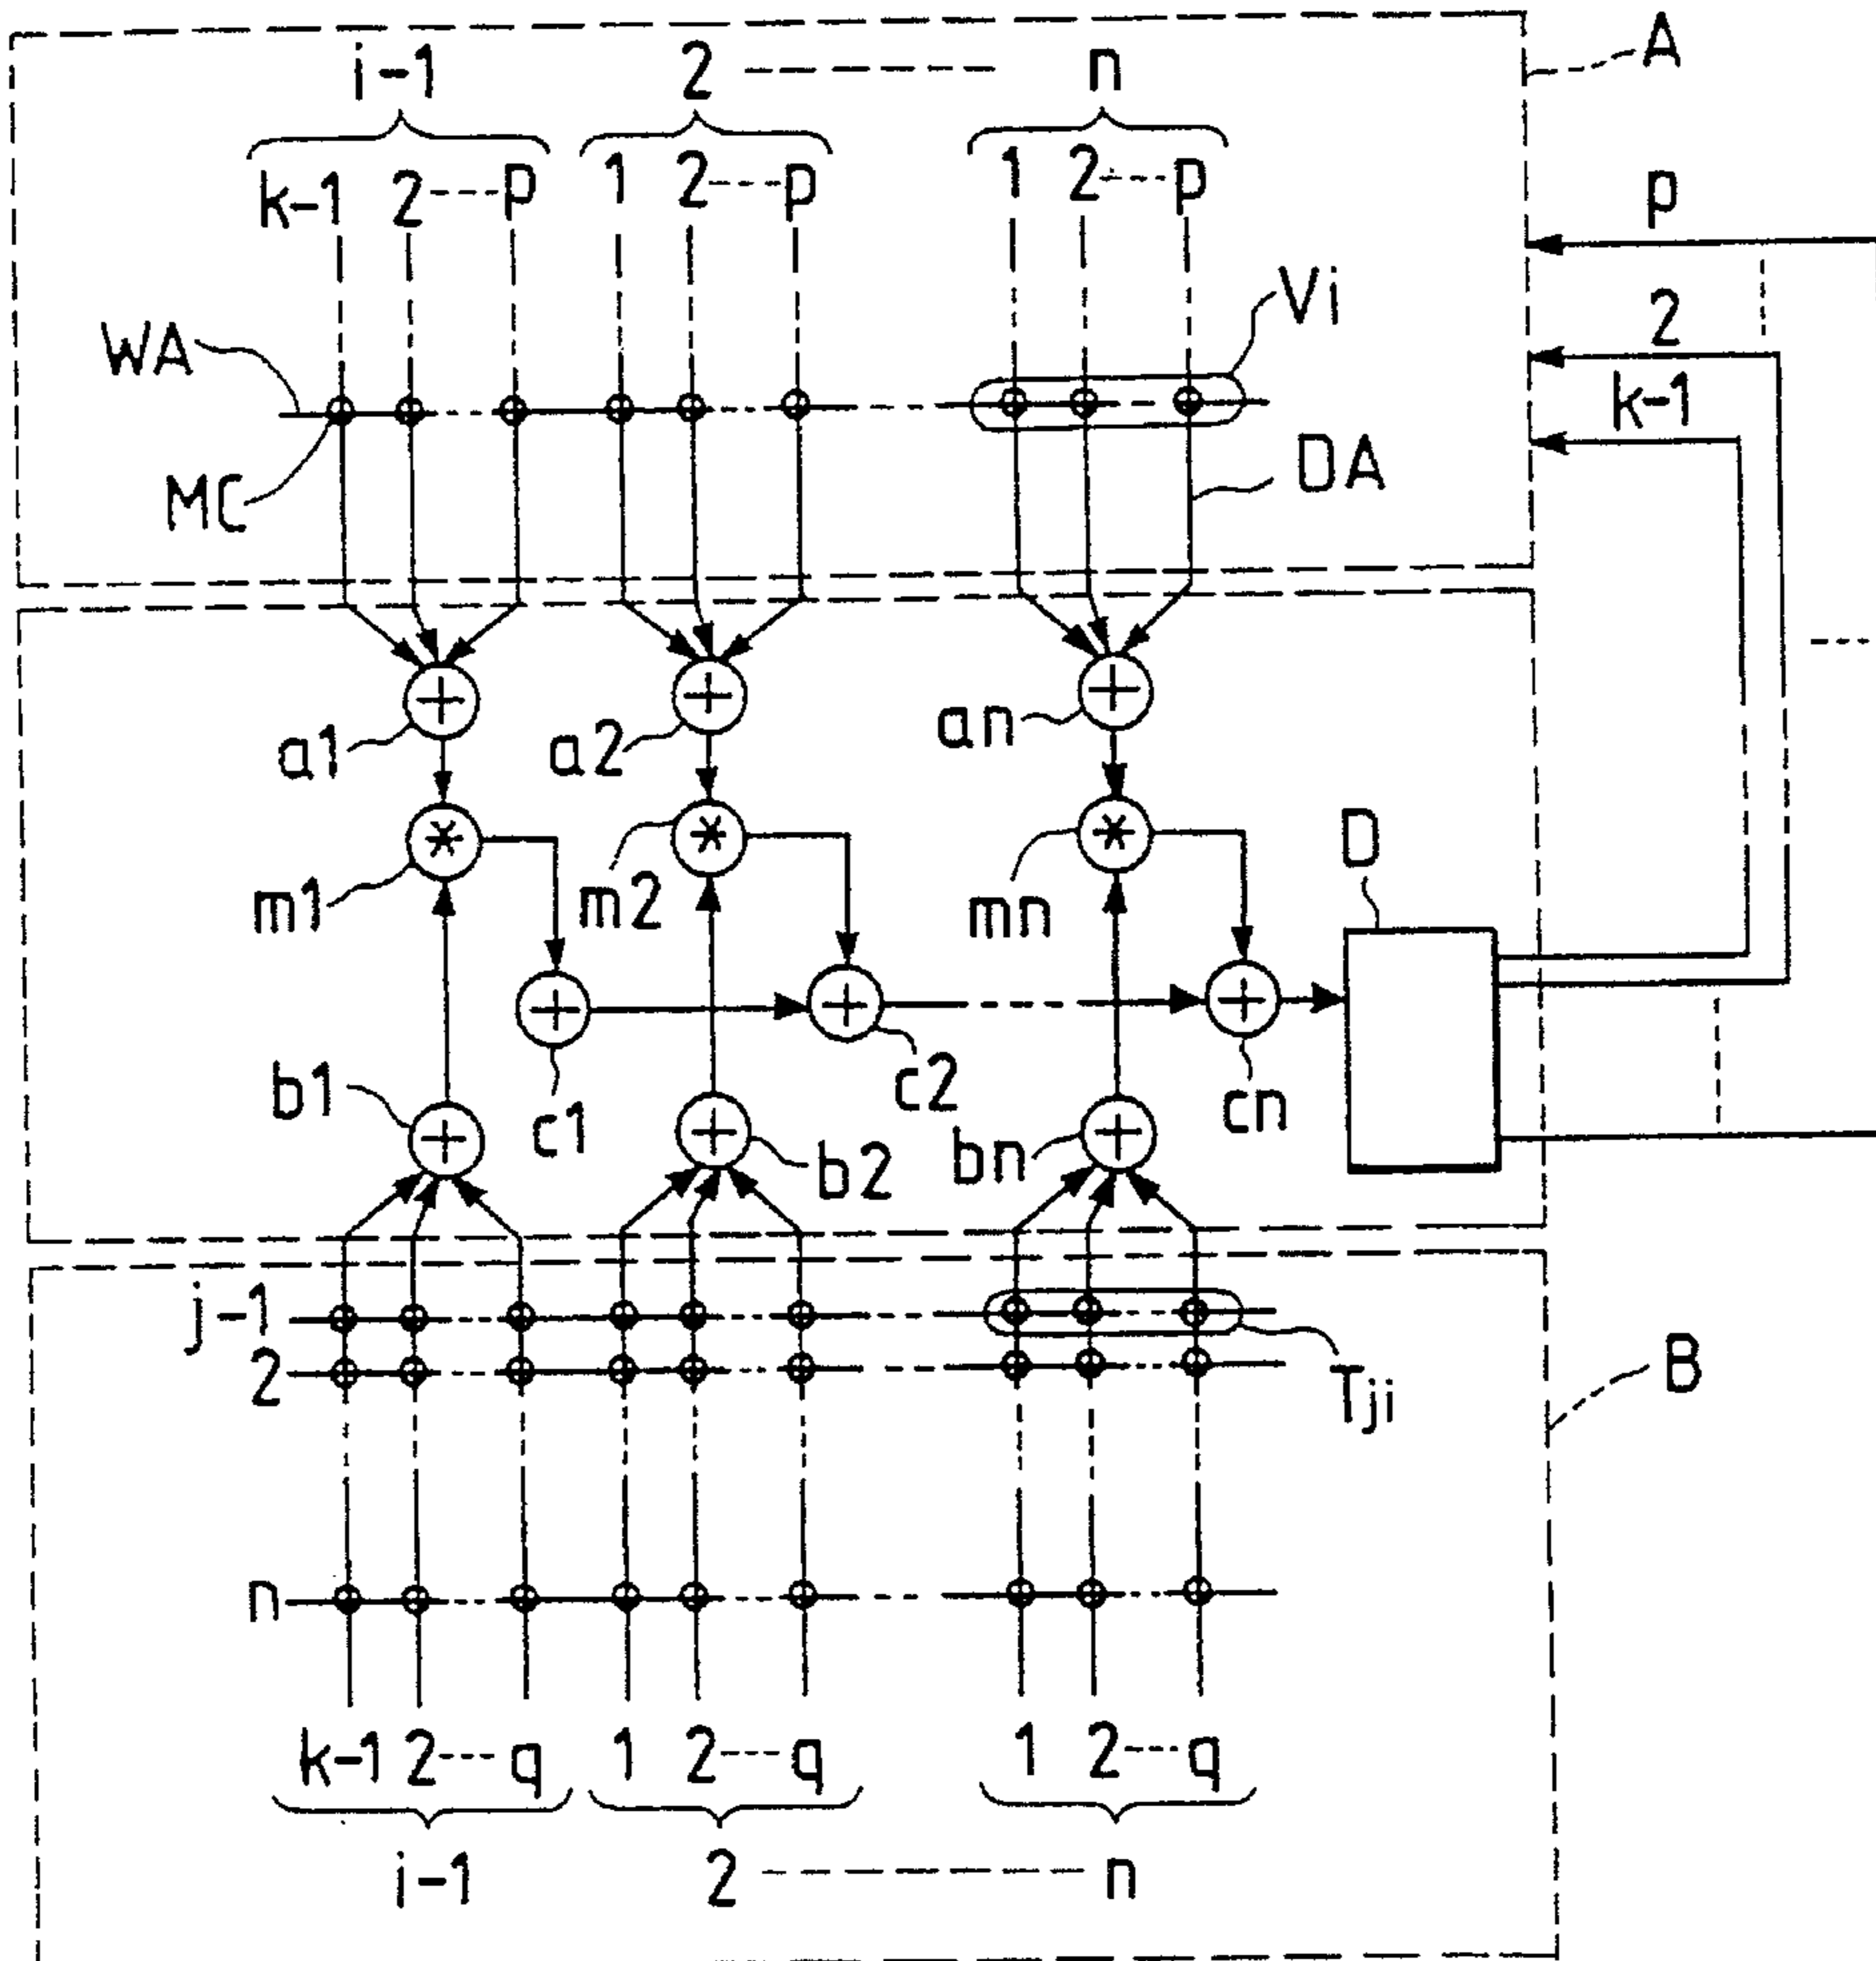 A
i-1 2 n
k-1 2 p 1 2 p 1 2 p
p
Vi
2
WA
k-1
MC
DA
+ + +
a1 a2 an
* * *
D
m1 m2 mn
+ + +
b1 c1 c2 cn
+ + +
b2 bn
j-1
2
Tji
B
n
k-1 2 q 1 2 q 1 2 q
i-1 2 n